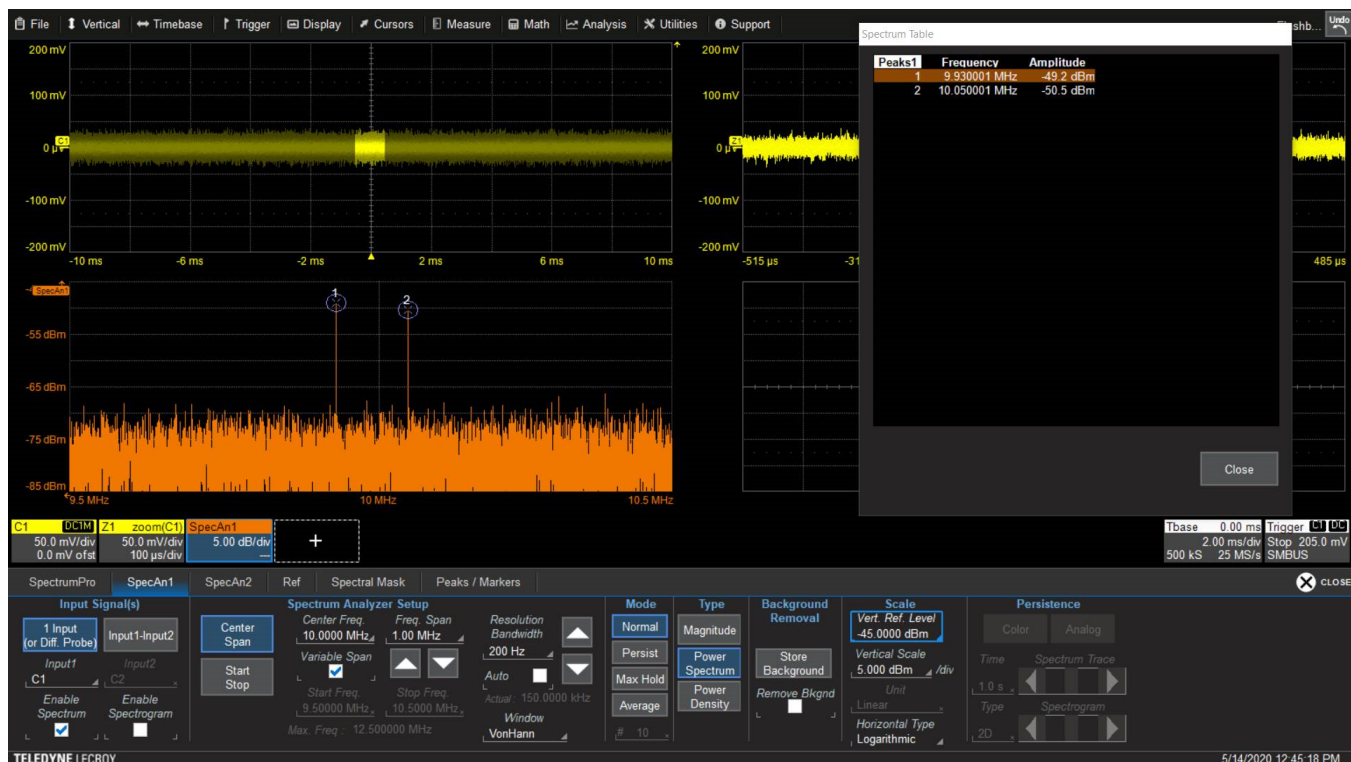 File Vertical Timebase Trigger Display Cursors Measure Math Analysis Utilities Support
Undo
Spectrum Table
Peaks1 Frequency Amplitude
1 9.930001 MHz -49.2 dBm
2 10.050001 MHz -50.5 dBm
Close
200 mV
100 mV
C1
-100 mV
-200 mV
-10 ms -6 ms -2 ms 2 ms 6 ms 10 ms
200 mV
100 mV
Z1
-100 mV
-200 mV
-515 µs 485 µs
SpecAn1
1
2
-55 dBm
-65 dBm
-75 dBm
-85 dBm
9.5 MHz 10 MHz 10.5 MHz
C1 DC1M
50.0 mV/div
0.0 mV ofst
Z1 zoom(C1)
50.0 mV/div
100 µs/div
SpecAn1
5.00 dB/div
---
+
Tbase 0.00 ms
2.00 ms/div
500 kS 25 MS/s
Trigger C1 DC
Stop 205.0 mV
SMBUS
SpectrumPro SpecAn1 SpecAn2 Ref Spectral Mask Peaks / Markers CLOSE
Input Signal(s)
1 Input
(or Diff. Probe)
Input1-Input2
Input1 Input2
C1 C2
Enable
Spectrum
Enable
Spectrogram
Spectrum Analyzer Setup
Center
Span
Start
Stop
Center Freq. Freq. Span
10.0000 MHz 1.00 MHz
Variable Span
Start Freq. Stop Freq.
9.50000 MHz 10.5000 MHz
Max. Freq : 12.500000 MHz
Resolution
Bandwidth
200 Hz
Auto
Actual: 150.0000 kHz
Window
VonHann
Mode
Normal
Persist
Max Hold
Average
# 10
Type
Magnitude
Power
Spectrum
Power
Density
Background
Removal
Store
Background
Remove Bkgnd
Scale
Vert. Ref. Level
-45.0000 dBm
Vertical Scale
5.000 dBm /div
Unit
Linear
Horizontal Type
Logarithmic
Persistence
Color Analog
Time Spectrum Trace
1.0 s
Type Spectrogram
2D
TELEDYNE LECROY 5/14/2020 12:45:18 PM